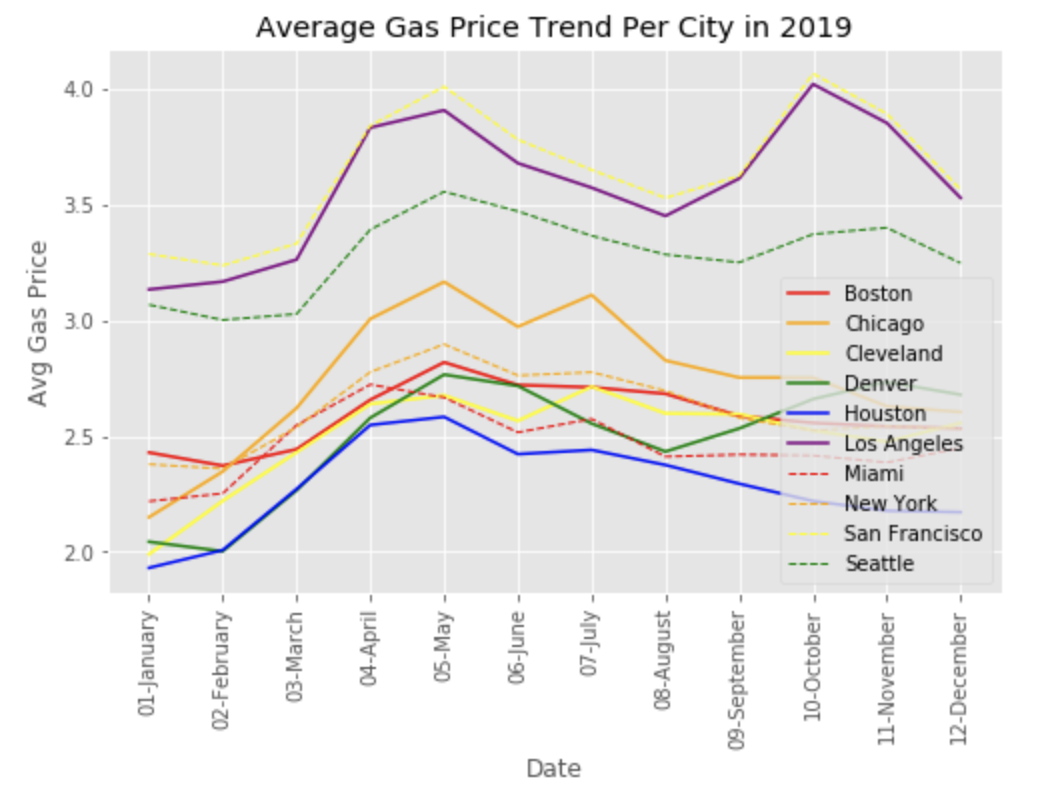 Average Gas Price Trend Per City in 2019
Avg Gas Price
4.0
3.5
3.0
2.5
2.0
Boston
Chicago
Cleveland
Denver
Houston
Los Angeles
Miami
New York
San Francisco
Seattle
01-January
02-February
03-March
04-April
05-May
06-June
07-July
08-August
09-September
10-October
11-November
12-December
Date